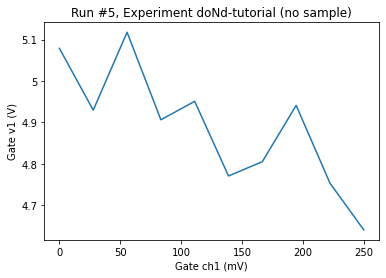 Run #5, Experiment doNd-tutorial (no sample)
5.1
5
4.9
4.8
4.7
Gate v1 (V)
0 50 100 150 200 250
Gate ch1 (mV)